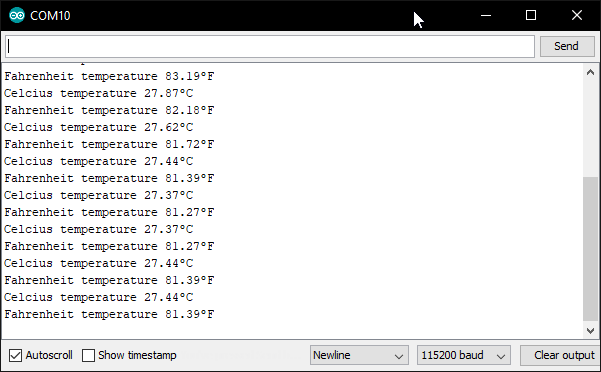 COM10
Send
Fahrenheit temperature 83.19°F
Celcius temperature 27.87°C
Fahrenheit temperature 82.18°F
Celcius temperature 27.62°C
Fahrenheit temperature 81.72°F
Celcius temperature 27.44°C
Fahrenheit temperature 81.39°F
Celcius temperature 27.37°C
Fahrenheit temperature 81.27°F
Celcius temperature 27.37°C
Fahrenheit temperature 81.27°F
Celcius temperature 27.44°C
Fahrenheit temperature 81.39°F
Celcius temperature 27.44°C
Fahrenheit temperature 81.39°F
Autoscroll Show timestamp Newline 115200 baud Clear output